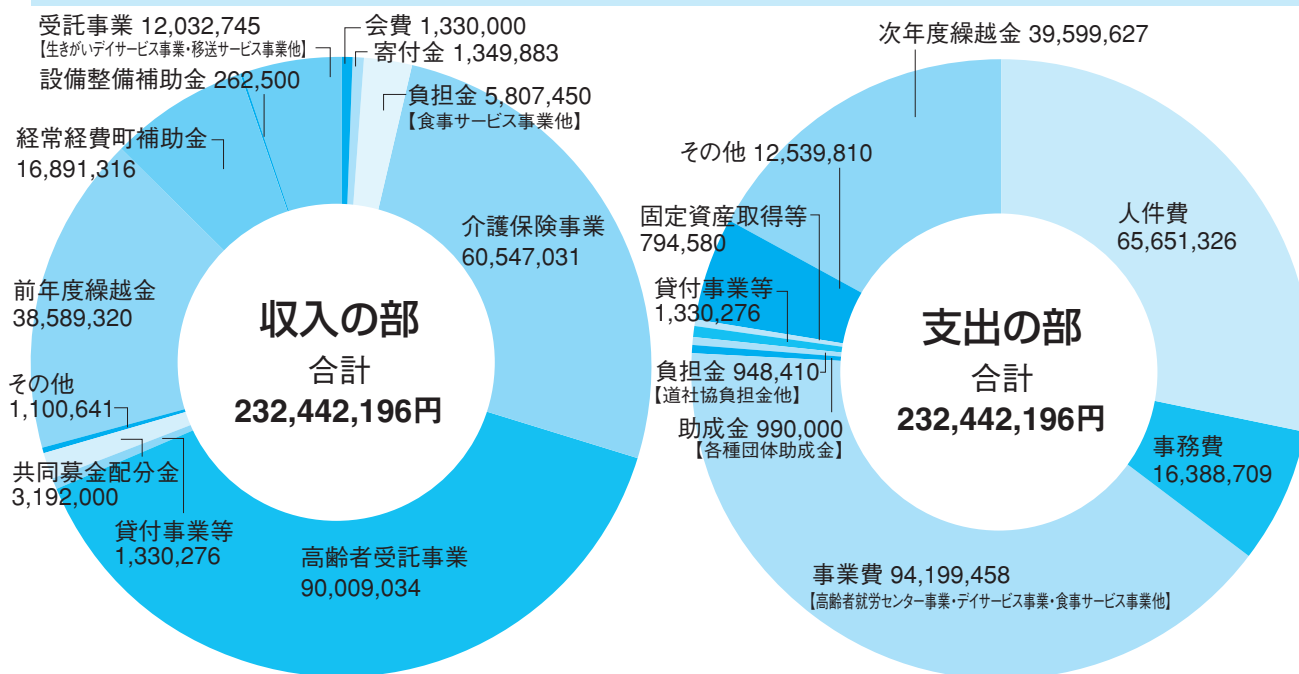 受託事業 12,032,745
【生きがいデイサービス事業・移送サービス事業他】
設備整備補助金 262,500
経常経費町補助金
16,891,316
前年度繰越金
38,589,320
その他
1,100,641
共同募金配分金
3,192,000
貸付事業等
1,330,276
会費 1,330,000
寄付金 1,349,883
負担金 5,807,450
【食事サービス事業他】
介護保険事業
60,547,031
高齢者受託事業
90,009,034
収入の部
合計
232,442,196円
次年度繰越金 39,599,627
その他 12,539,810
固定資産取得等
794,580
貸付事業等
1,330,276
負担金 948,410
【道社協負担金他】
助成金 990,000
【各種団体助成金】
人件費
65,651,326
事務費
16,388,709
事業費 94,199,458
【高齢者就労センター事業・デイサービス事業・食事サービス事業他】
支出の部
合計
232,442,196円